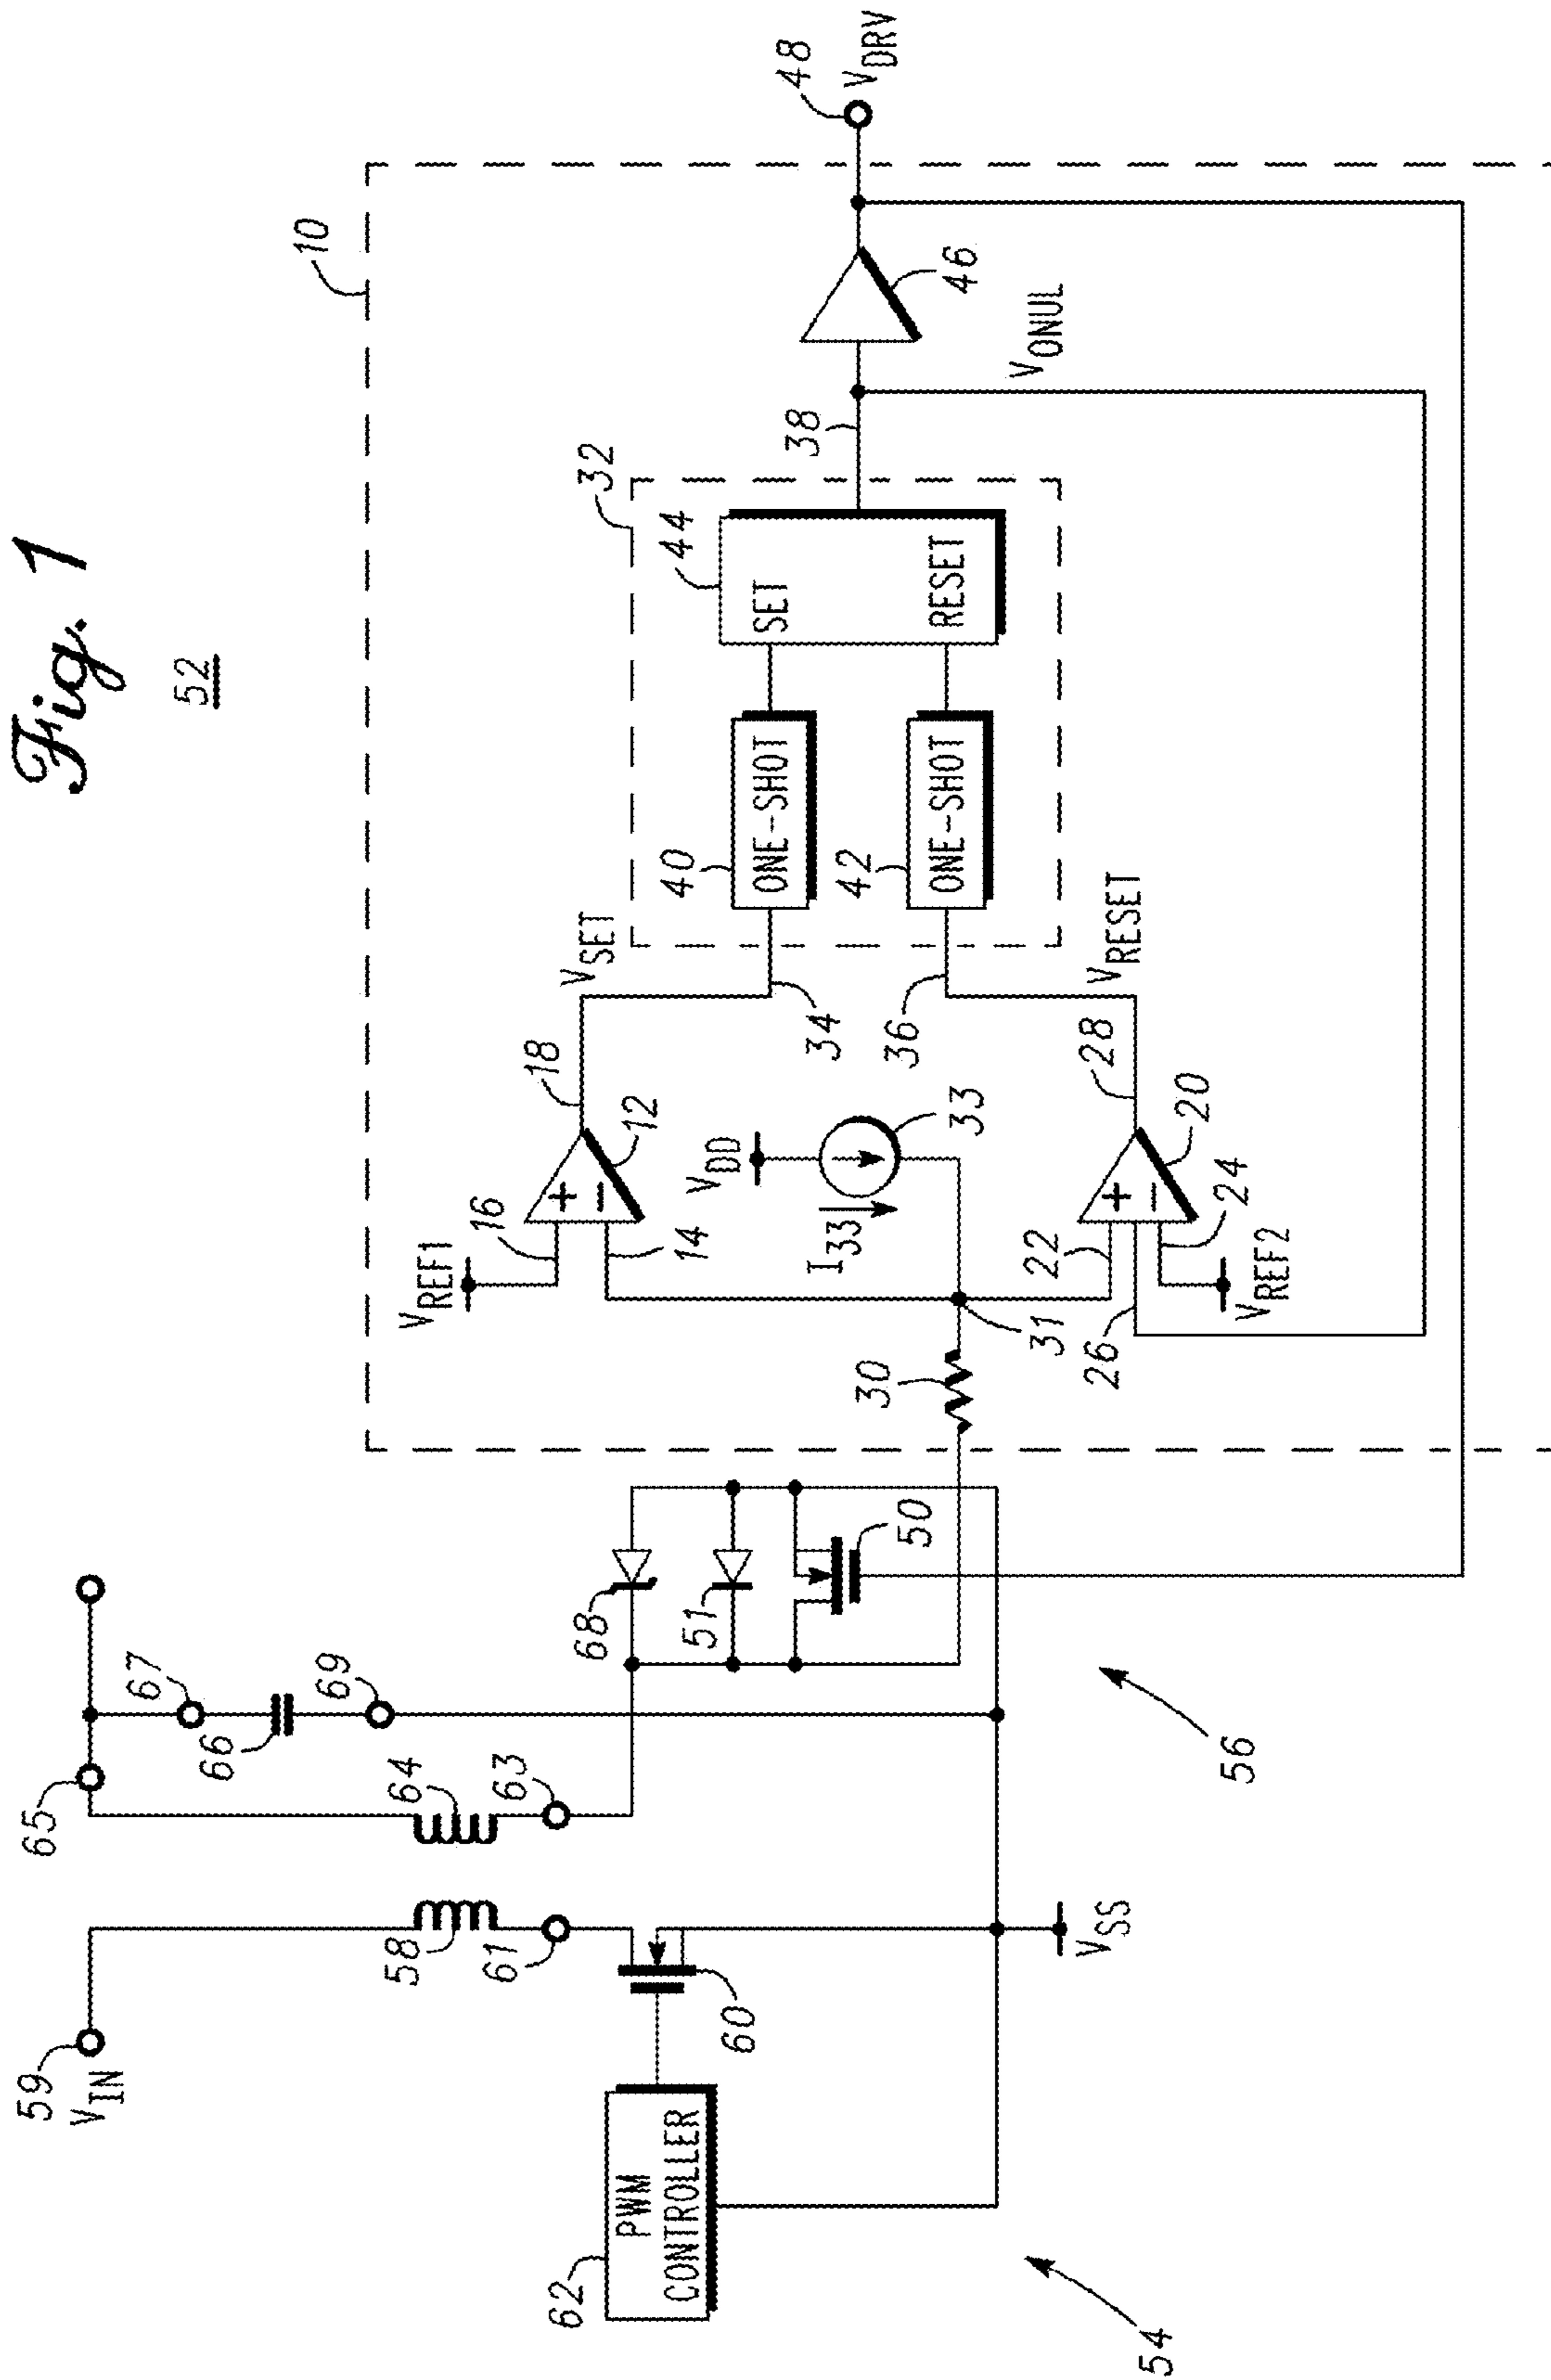 Fig. 1
52
10
59
VIN
65
67
66
58
64
61
63
69
68
51
50
60
62
PWM
CONTROLLER
54
56
VSS
VREF1
16
14
12
18
VSET
34
VDD
I33
33
30
31
22
26
24
VREF2
20
28
VRESET
36
32
40
ONE-SHOT
42
ONE-SHOT
44
SET
RESET
38
VONUL
46
48
VDRV